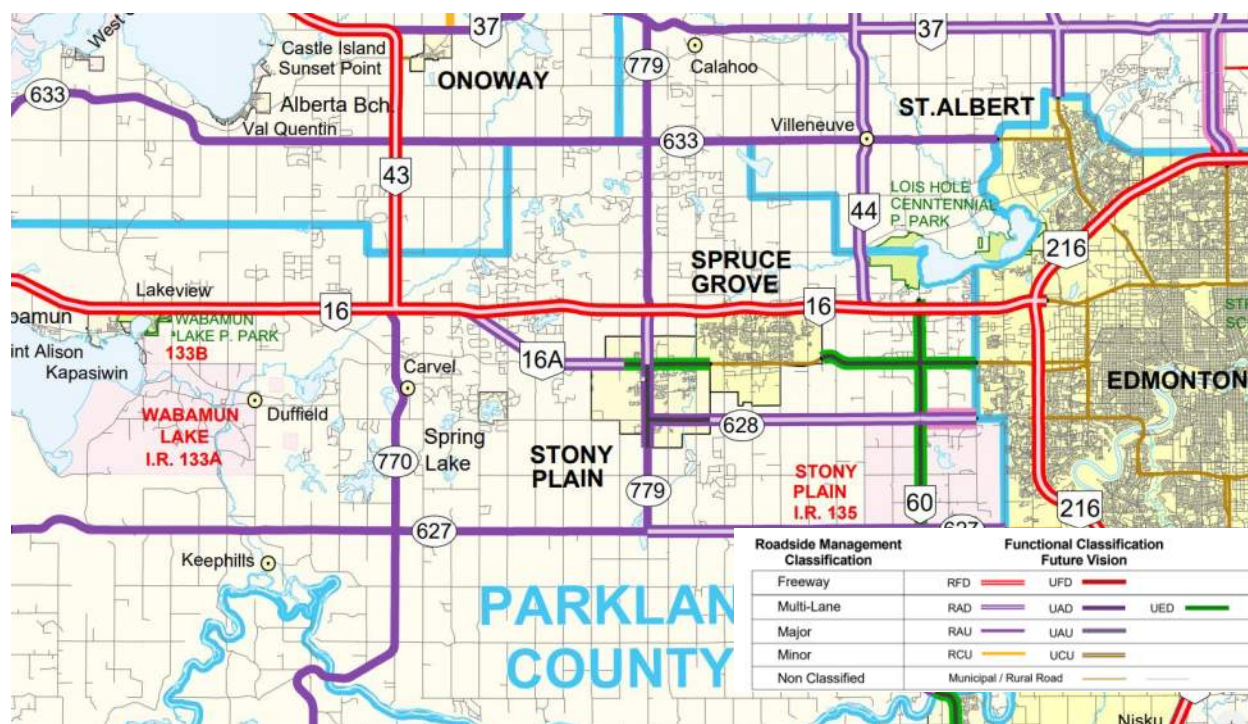 37
37
779
West
Castle Island
Sunset Point
Calahoo
ONOWAY
633
Alberta Bch.
Val Quentin
ST.ALBERT
Villeneuve
633
43
LOIS HOLE
CENNTENNIAL
P. PARK
44
SPRUCE
GROVE
216
Lakeview
16
16
bamun
WABAMUN
LAKE P. PARK
int Alison
Kapasiwin
133B
16A
Carvel
EDMONTON
WABAMUN
LAKE
I.R. 133A
Duffield
628
Spring
Lake
STONY
PLAIN
770
779
STONY
PLAIN
I.R. 135
60
216
627
627
Keephills
PARKLAN
COUNTY
Roadside Management
Classification
Functional Classification
Future Vision
Freeway RFD UFD
Multi-Lane RAD UAD UED
Major RAU UAU
Minor RCU UCU
Non Classified Municipal / Rural Road
Nisku